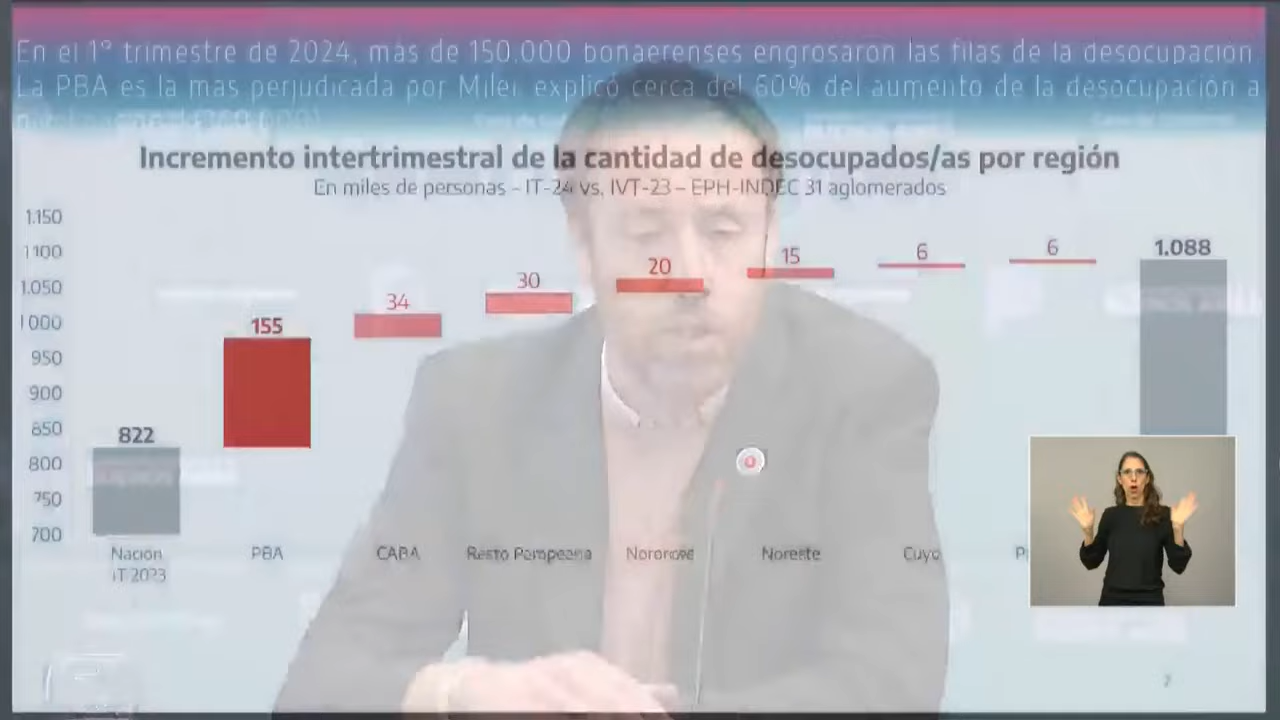 En el 1° trimestre de 2024, más de 150.000 bonaerenses engrosaron las filas de la desocupación
La PBA es la más perjudicada por Milei: explicó cerca del 60% del aumento de la desocupación a
Incremento intertrimestral de la cantidad de desocupados/as por región
En miles de personas – IT-24 vs. IVT-23 – EPH-INDEC 31 aglomerados
1.150
1.100
1.050
1.000
950
900
850
800
750
700
822
155
34
30
20
15
6
6
1.088
Nación
PBA
CABA
Resto Pampeana
Noroeste
Noreste
Cuyo
IT 2023
7